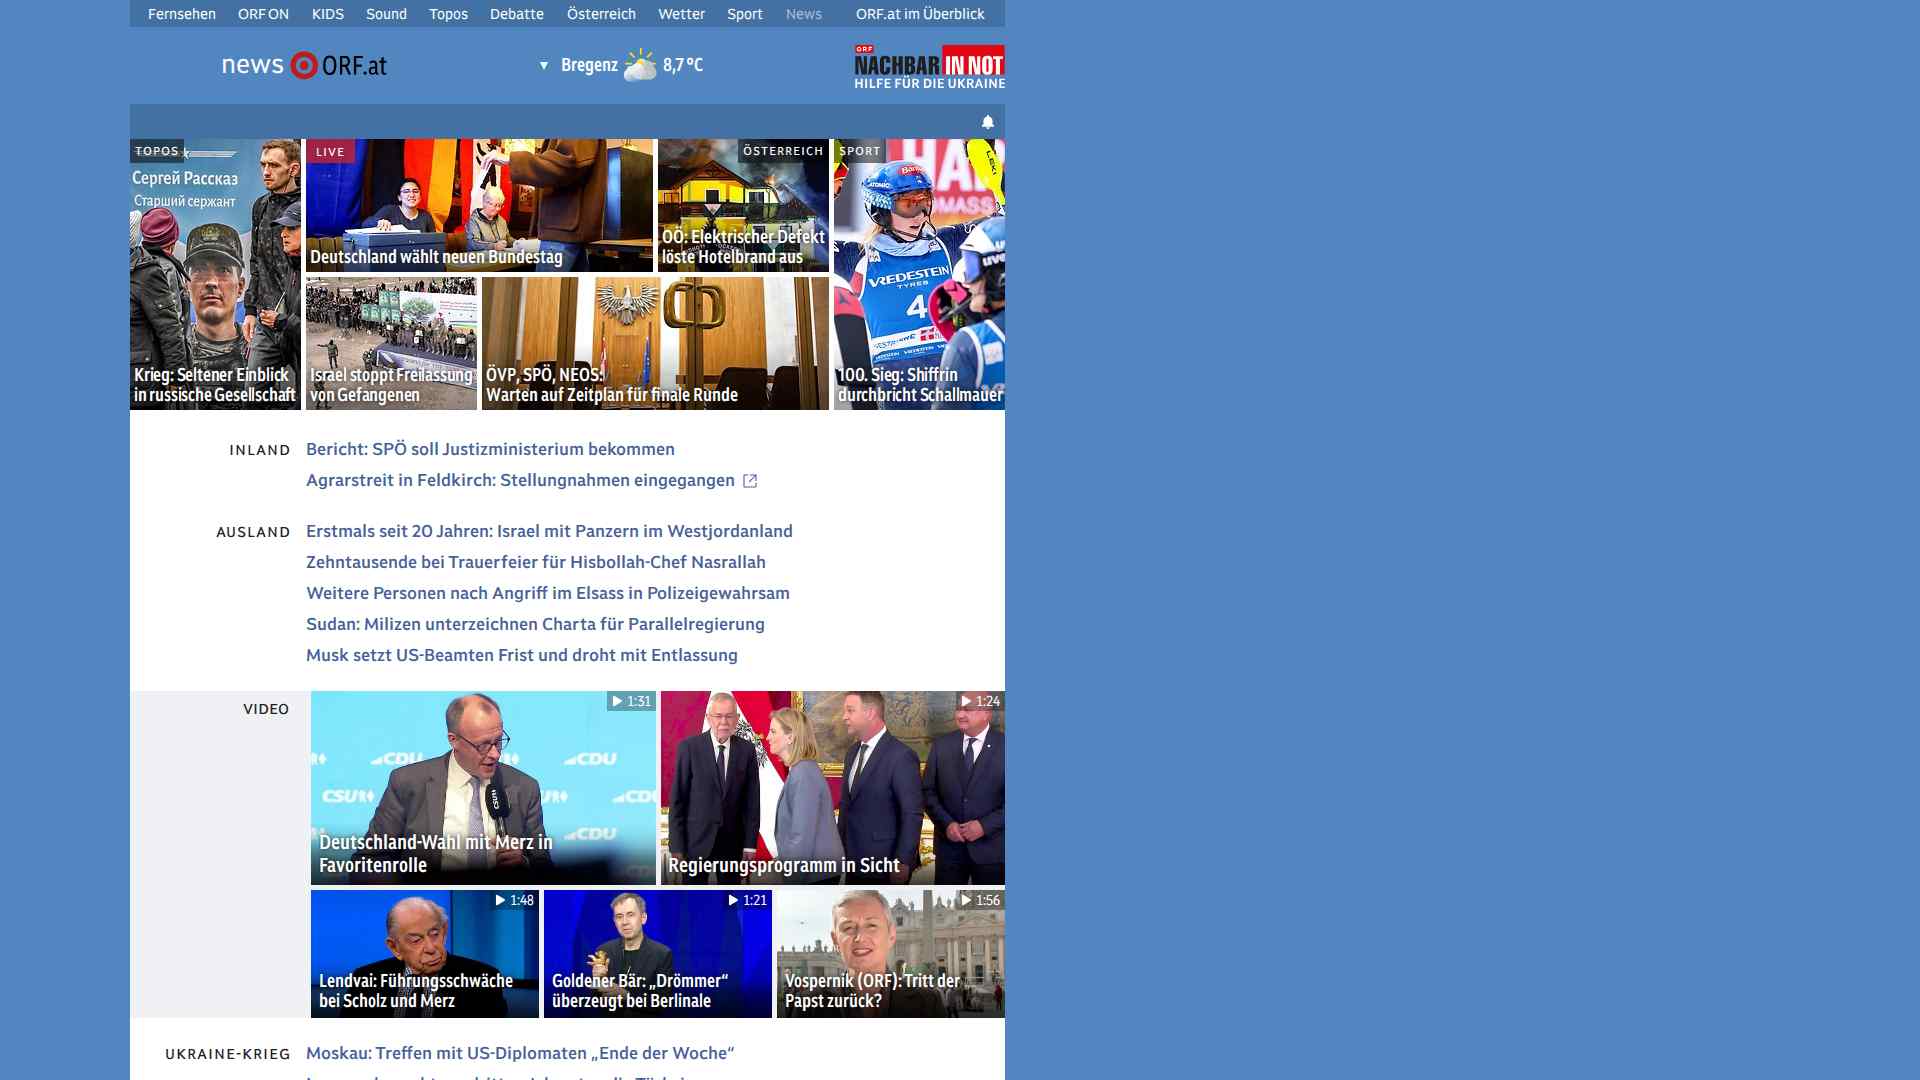 Fernsehen ORF ON KIDS Sound Topos Debatte Österreich Wetter Sport News ORF.at im Überblick
news ORF.at
▼ Bregenz 8,7 °C
ORF
NACHBAR IN NOT
HILFE FÜR DIE UKRAINE
TOPOS
Сергей Рассказ
Старший сержант
Krieg: Seltener Einblick
in russische Gesellschaft
LIVE
Deutschland wählt neuen Bundestag
ÖSTERREICH
OÖ: Elektrischer Defekt
löste Hotelbrand aus
SPORT
VREDESTEIN
TYRES
4
100. Sieg: Shiffrin
durchbricht Schallmauer
Israel stoppt Freilassung
von Gefangenen
ÖVP, SPÖ, NEOS:
Warten auf Zeitplan für finale Runde
INLAND
Bericht: SPÖ soll Justizministerium bekommen
Agrarstreit in Feldkirch: Stellungnahmen eingegangen
AUSLAND
Erstmals seit 20 Jahren: Israel mit Panzern im Westjordanland
Zehntausende bei Trauerfeier für Hisbollah-Chef Nasrallah
Weitere Personen nach Angriff im Elsass in Polizeigewahrsam
Sudan: Milizen unterzeichnen Charta für Parallelregierung
Musk setzt US-Beamten Frist und droht mit Entlassung
VIDEO
1:31
CDU CDU
CSU CDU
CDU
CSU
Deutschland-Wahl mit Merz in
Favoritenrolle
1:24
Regierungsprogramm in Sicht
1:48
Lendvai: Führungsschwäche
bei Scholz und Merz
1:21
Goldener Bär: „Drömmer“
überzeugt bei Berlinale
1:56
Vospernik (ORF): Tritt der
Papst zurück?
UKRAINE-KRIEG
Moskau: Treffen mit US-Diplomaten „Ende der Woche“